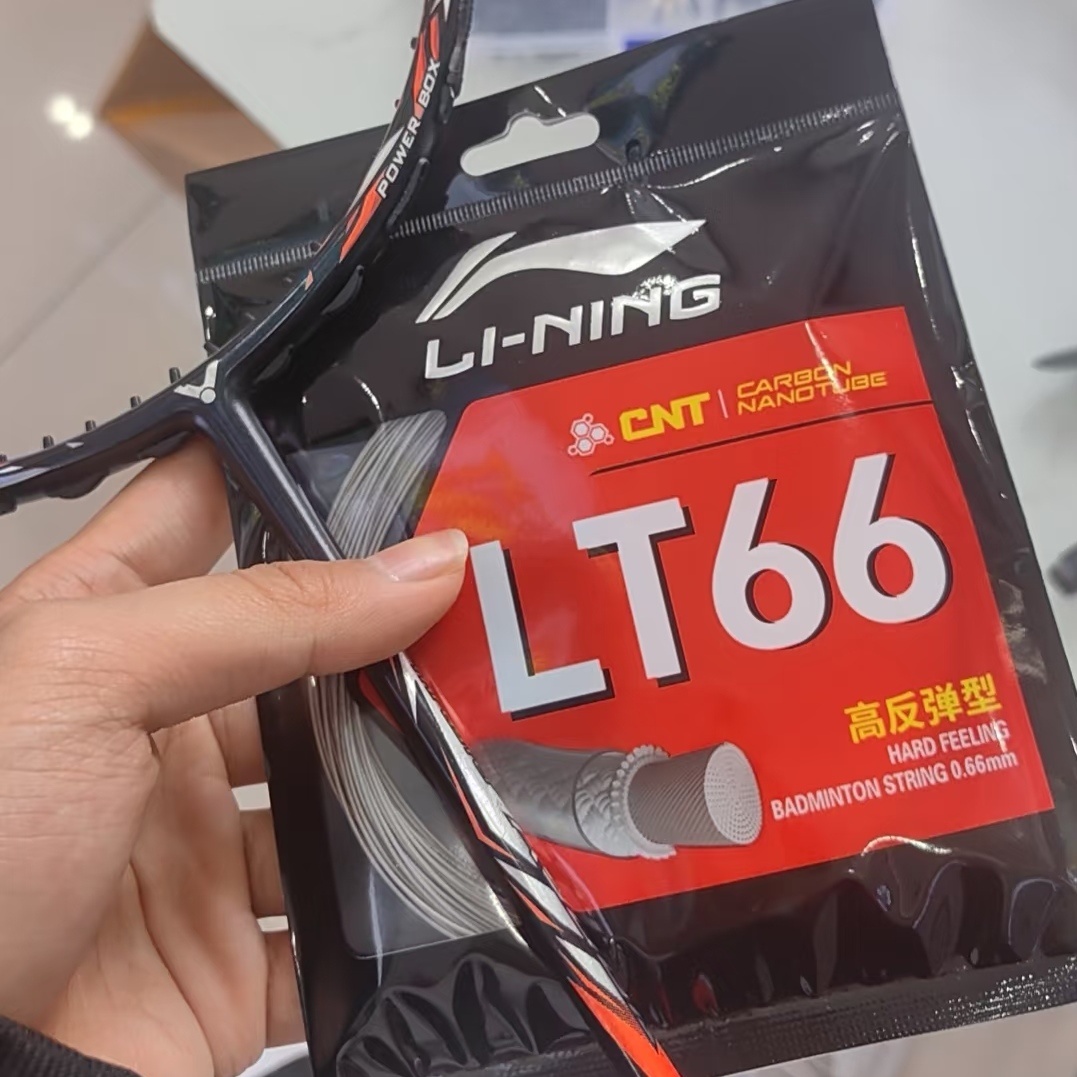 POWER BOX
LI-NING
CNT
CARBON
NANOTUBE
LT66
高反弹型
HARD FEELING
BADMINTON STRING 0.66mm